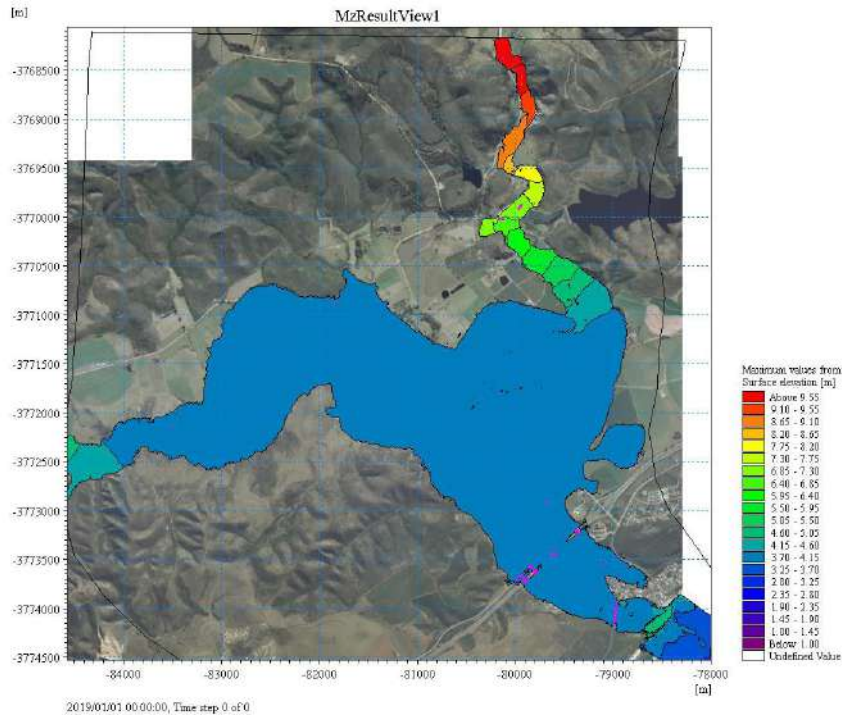 [m]
MzResultView1
-3768500
-3769000
-3769500
-3770000
-3770500
-3771000
-3771500
-3772000
-3772500
-3773000
-3773500
-3774000
-3774500
-84000 -83000 -82000 -81000 -80000 -79000 -78000
[m]
Maximum values from
Surface elevation [m]
Above 9.55
9.10 - 9.55
8.65 - 9.10
8.20 - 8.65
7.75 - 8.20
7.30 - 7.75
6.85 - 7.30
6.40 - 6.85
5.95 - 6.40
5.50 - 5.95
5.05 - 5.50
4.60 - 5.05
4.15 - 4.60
3.70 - 4.15
3.25 - 3.70
2.80 - 3.25
2.35 - 2.80
1.90 - 2.35
1.45 - 1.90
1.00 - 1.45
Below 1.00
Undefined Value
2019/01/01 00:00:00, Time step 0 of 0